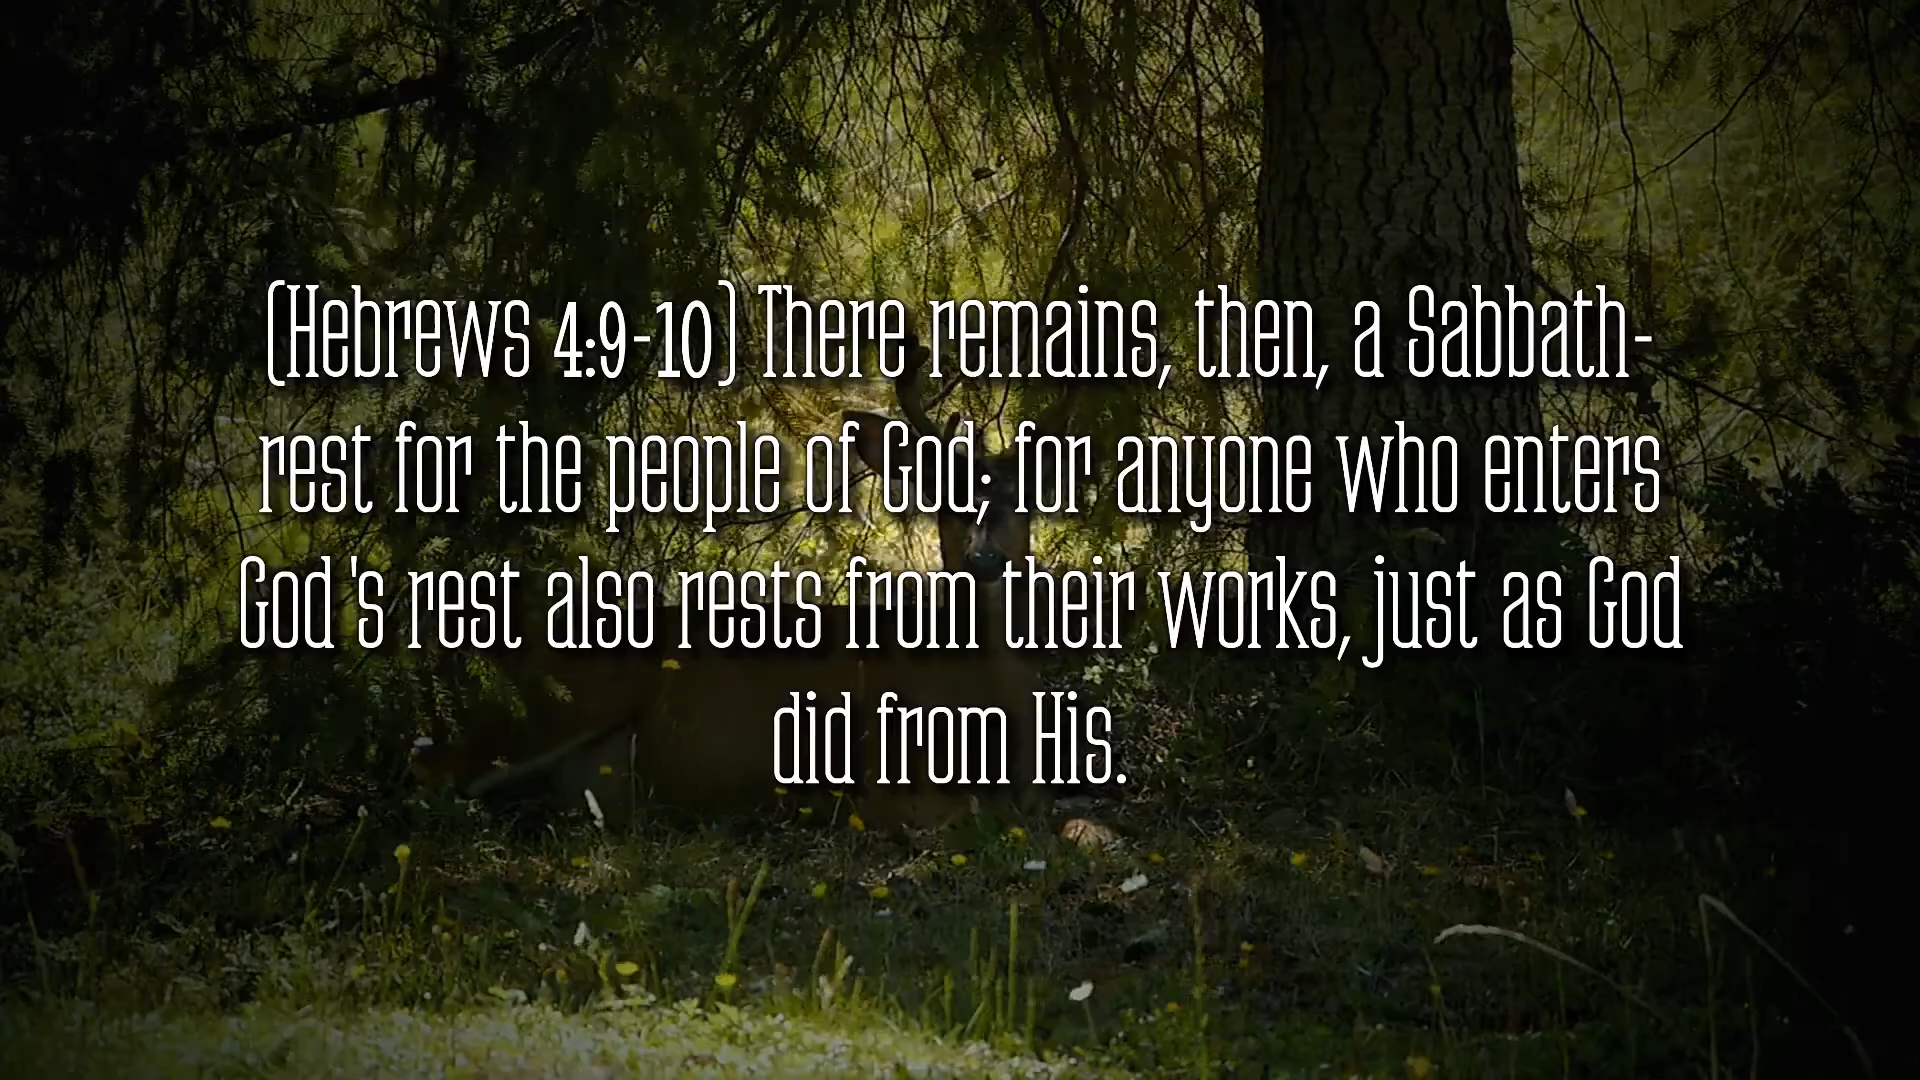 (Hebrews 4:9-10) There remains, then, a Sabbath-
rest for the people of God; for anyone who enters
God's rest also rests from their works, just as God
did from His.